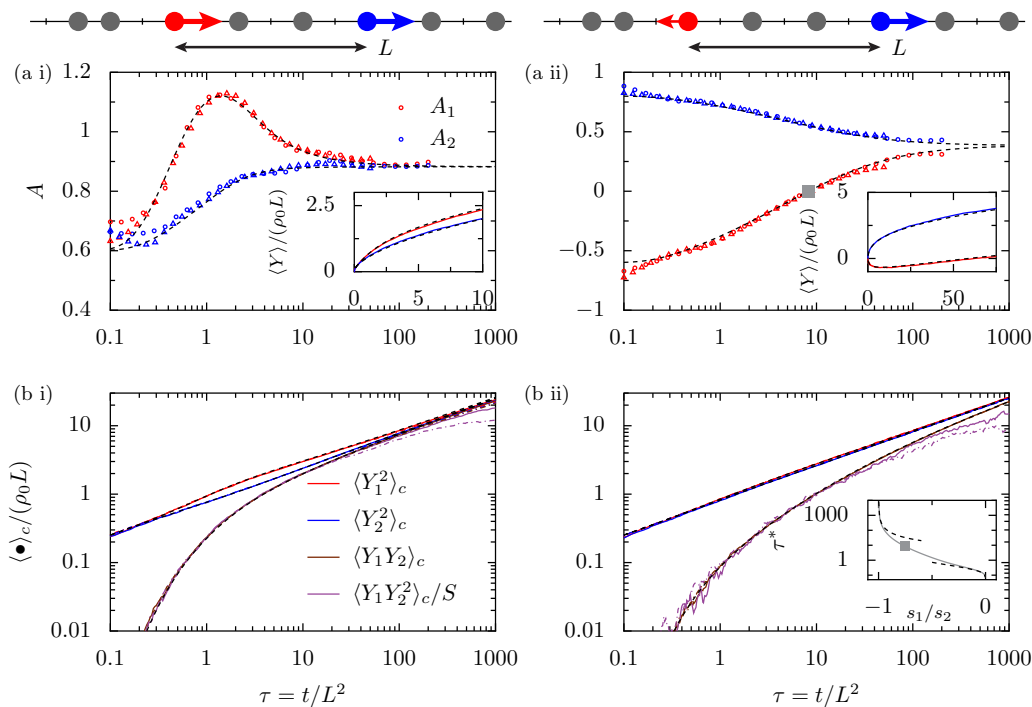 L
L
(a i)
1.2
1
0.8
0.6
0.4
A
A₁
A₂
⟨Y⟩/(ρ₀L)
2.5
0
0
5
10
0.1
1
10
100
1000
(a ii)
1
0.5
0
−0.5
−1
⟨Y⟩/(ρ₀L)
5
0
0
50
0.1
1
10
100
1000
(b i)
10
1
0.1
0.01
⟨●⟩c/(ρ₀L)
⟨Y₁²⟩c
⟨Y₂²⟩c
⟨Y₁Y₂⟩c
⟨Y₁Y₂²⟩c/S
0.1
1
10
100
1000
τ = t/L²
(b ii)
10
1
0.1
0.01
τ*
1000
1
−1
s₁/s₂
0
0.1
1
10
100
1000
τ = t/L²